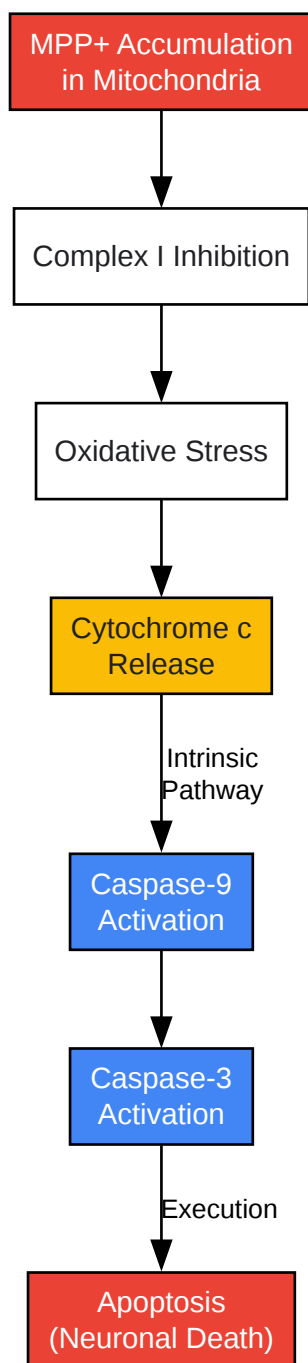 MPP+ Accumulation
in Mitochondria
Complex I Inhibition
Oxidative Stress
Cytochrome c
Release
Intrinsic
Pathway
Caspase-9
Activation
Caspase-3
Activation
Execution
Apoptosis
(Neuronal Death)